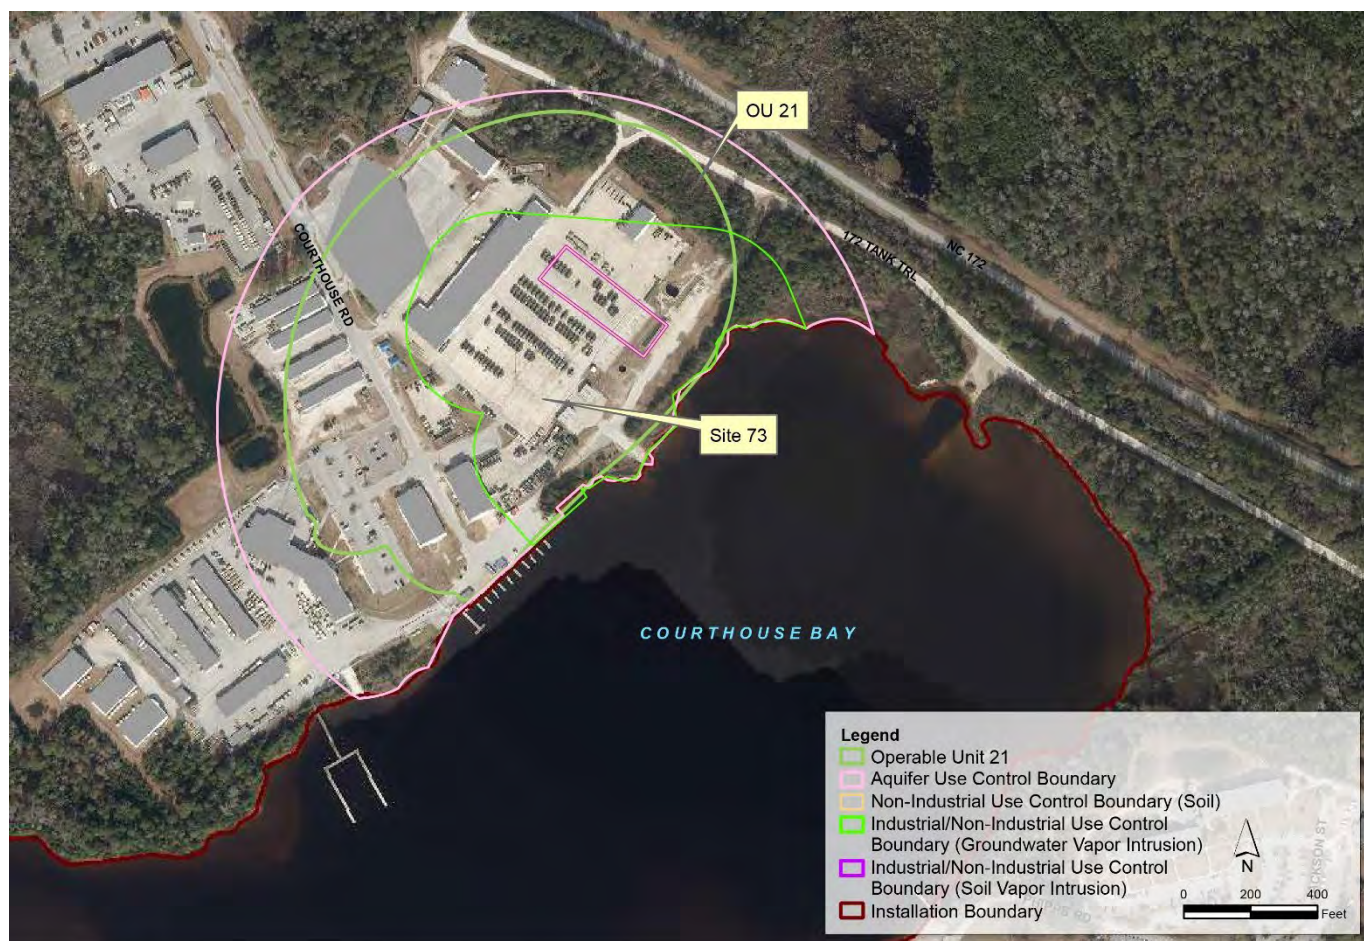 OU 21
COURTHOUSE RD
172 TANK TRL
NC 172
Site 73
COURTHOUSE BAY
Legend
Operable Unit 21
Aquifer Use Control Boundary
Non-Industrial Use Control Boundary (Soil)
Industrial/Non-Industrial Use Control
Boundary (Groundwater Vapor Intrusion)
Industrial/Non-Industrial Use Control
Boundary (Soil Vapor Intrusion)
Installation Boundary
N
0 200 400
Feet